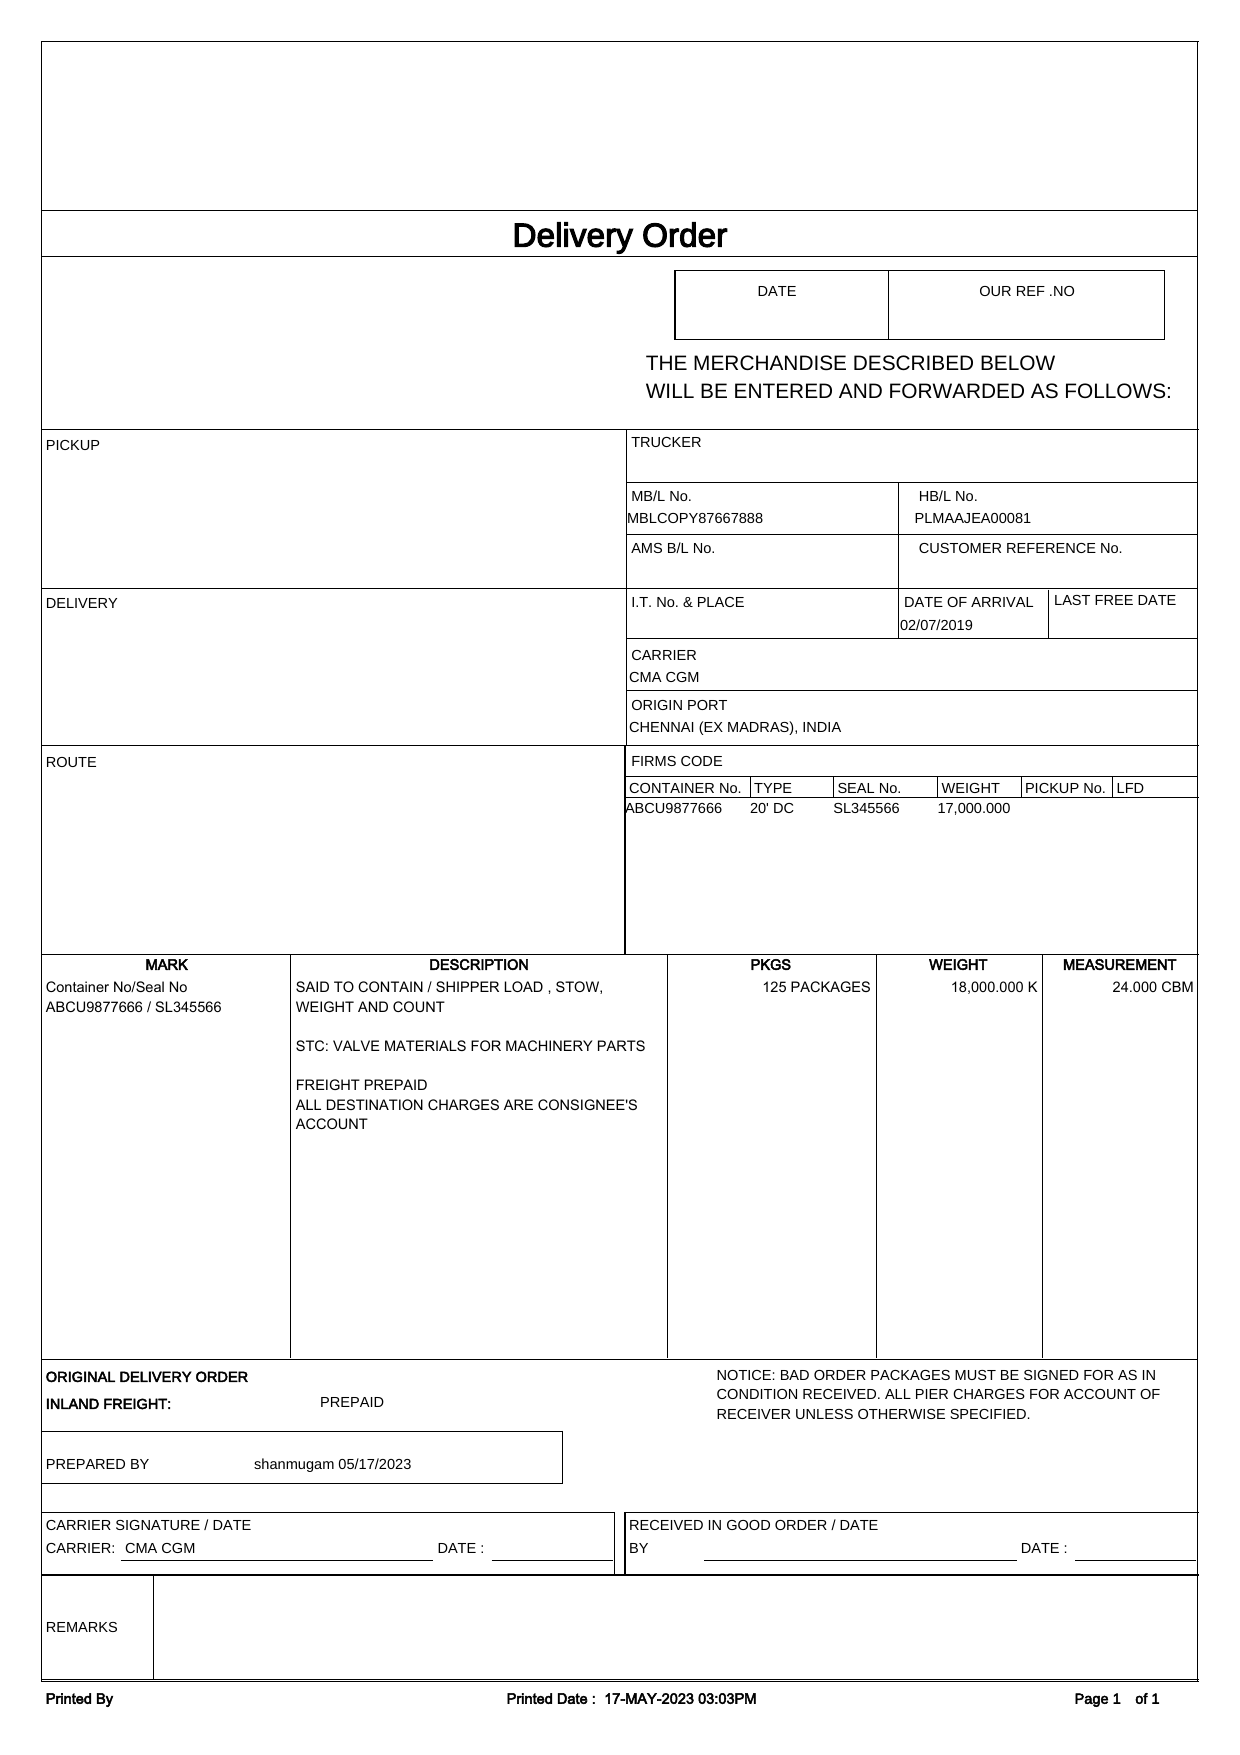 Delivery Order
DATE
OUR REF .NO
THE MERCHANDISE DESCRIBED BELOW
WILL BE ENTERED AND FORWARDED AS FOLLOWS:
PICKUP
TRUCKER
MB/L No.
HB/L No.
MBLCOPY87667888
PLMAAJEA00081
AMS B/L No.
CUSTOMER REFERENCE No.
DELIVERY
I.T. No. & PLACE
DATE OF ARRIVAL
LAST FREE DATE
02/07/2019
CARRIER
CMA CGM
ORIGIN PORT
CHENNAI (EX MADRAS), INDIA
ROUTE
FIRMS CODE
CONTAINER No. TYPE SEAL No. WEIGHT PICKUP No. LFD
ABCU9877666 20' DC SL345566 17,000.000
MARK DESCRIPTION PKGS WEIGHT MEASUREMENT
Container No/Seal No
ABCU9877666 / SL345566
SAID TO CONTAIN / SHIPPER LOAD , STOW,
WEIGHT AND COUNT
STC: VALVE MATERIALS FOR MACHINERY PARTS
FREIGHT PREPAID
ALL DESTINATION CHARGES ARE CONSIGNEE'S
ACCOUNT
125 PACKAGES
18,000.000 K
24.000 CBM
ORIGINAL DELIVERY ORDER
INLAND FREIGHT: PREPAID
NOTICE: BAD ORDER PACKAGES MUST BE SIGNED FOR AS IN
CONDITION RECEIVED. ALL PIER CHARGES FOR ACCOUNT OF
RECEIVER UNLESS OTHERWISE SPECIFIED.
PREPARED BY shanmugam 05/17/2023
CARRIER SIGNATURE / DATE
CARRIER: CMA CGM DATE :
RECEIVED IN GOOD ORDER / DATE
BY DATE :
REMARKS
Printed By Printed Date : 17-MAY-2023 03:03PM Page 1 of 1